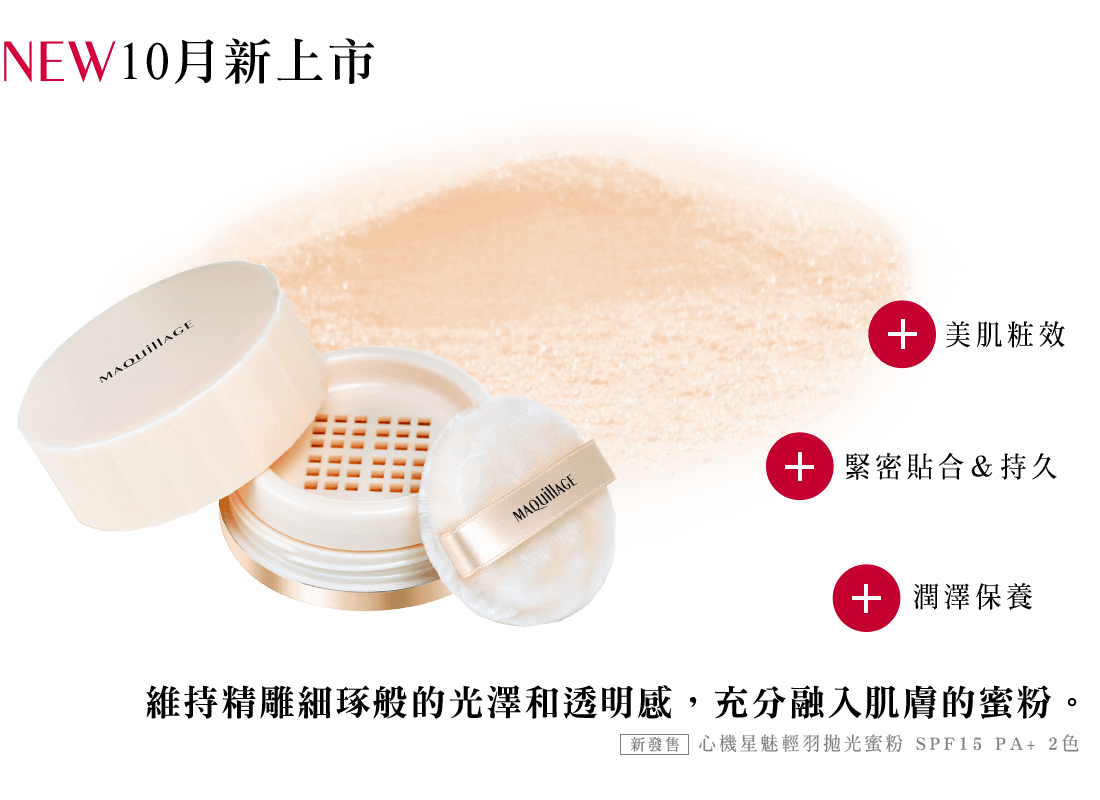 NEW10月新上市
MAQuillAGE
美肌粧效
緊密貼合&持久
MAQuillAGE
潤澤保養
維持精雕細琢般的光澤和透明感，充分融入肌膚的蜜粉。
新發售 心機星魅輕羽拋光蜜粉 SPF15 PA+ 2色